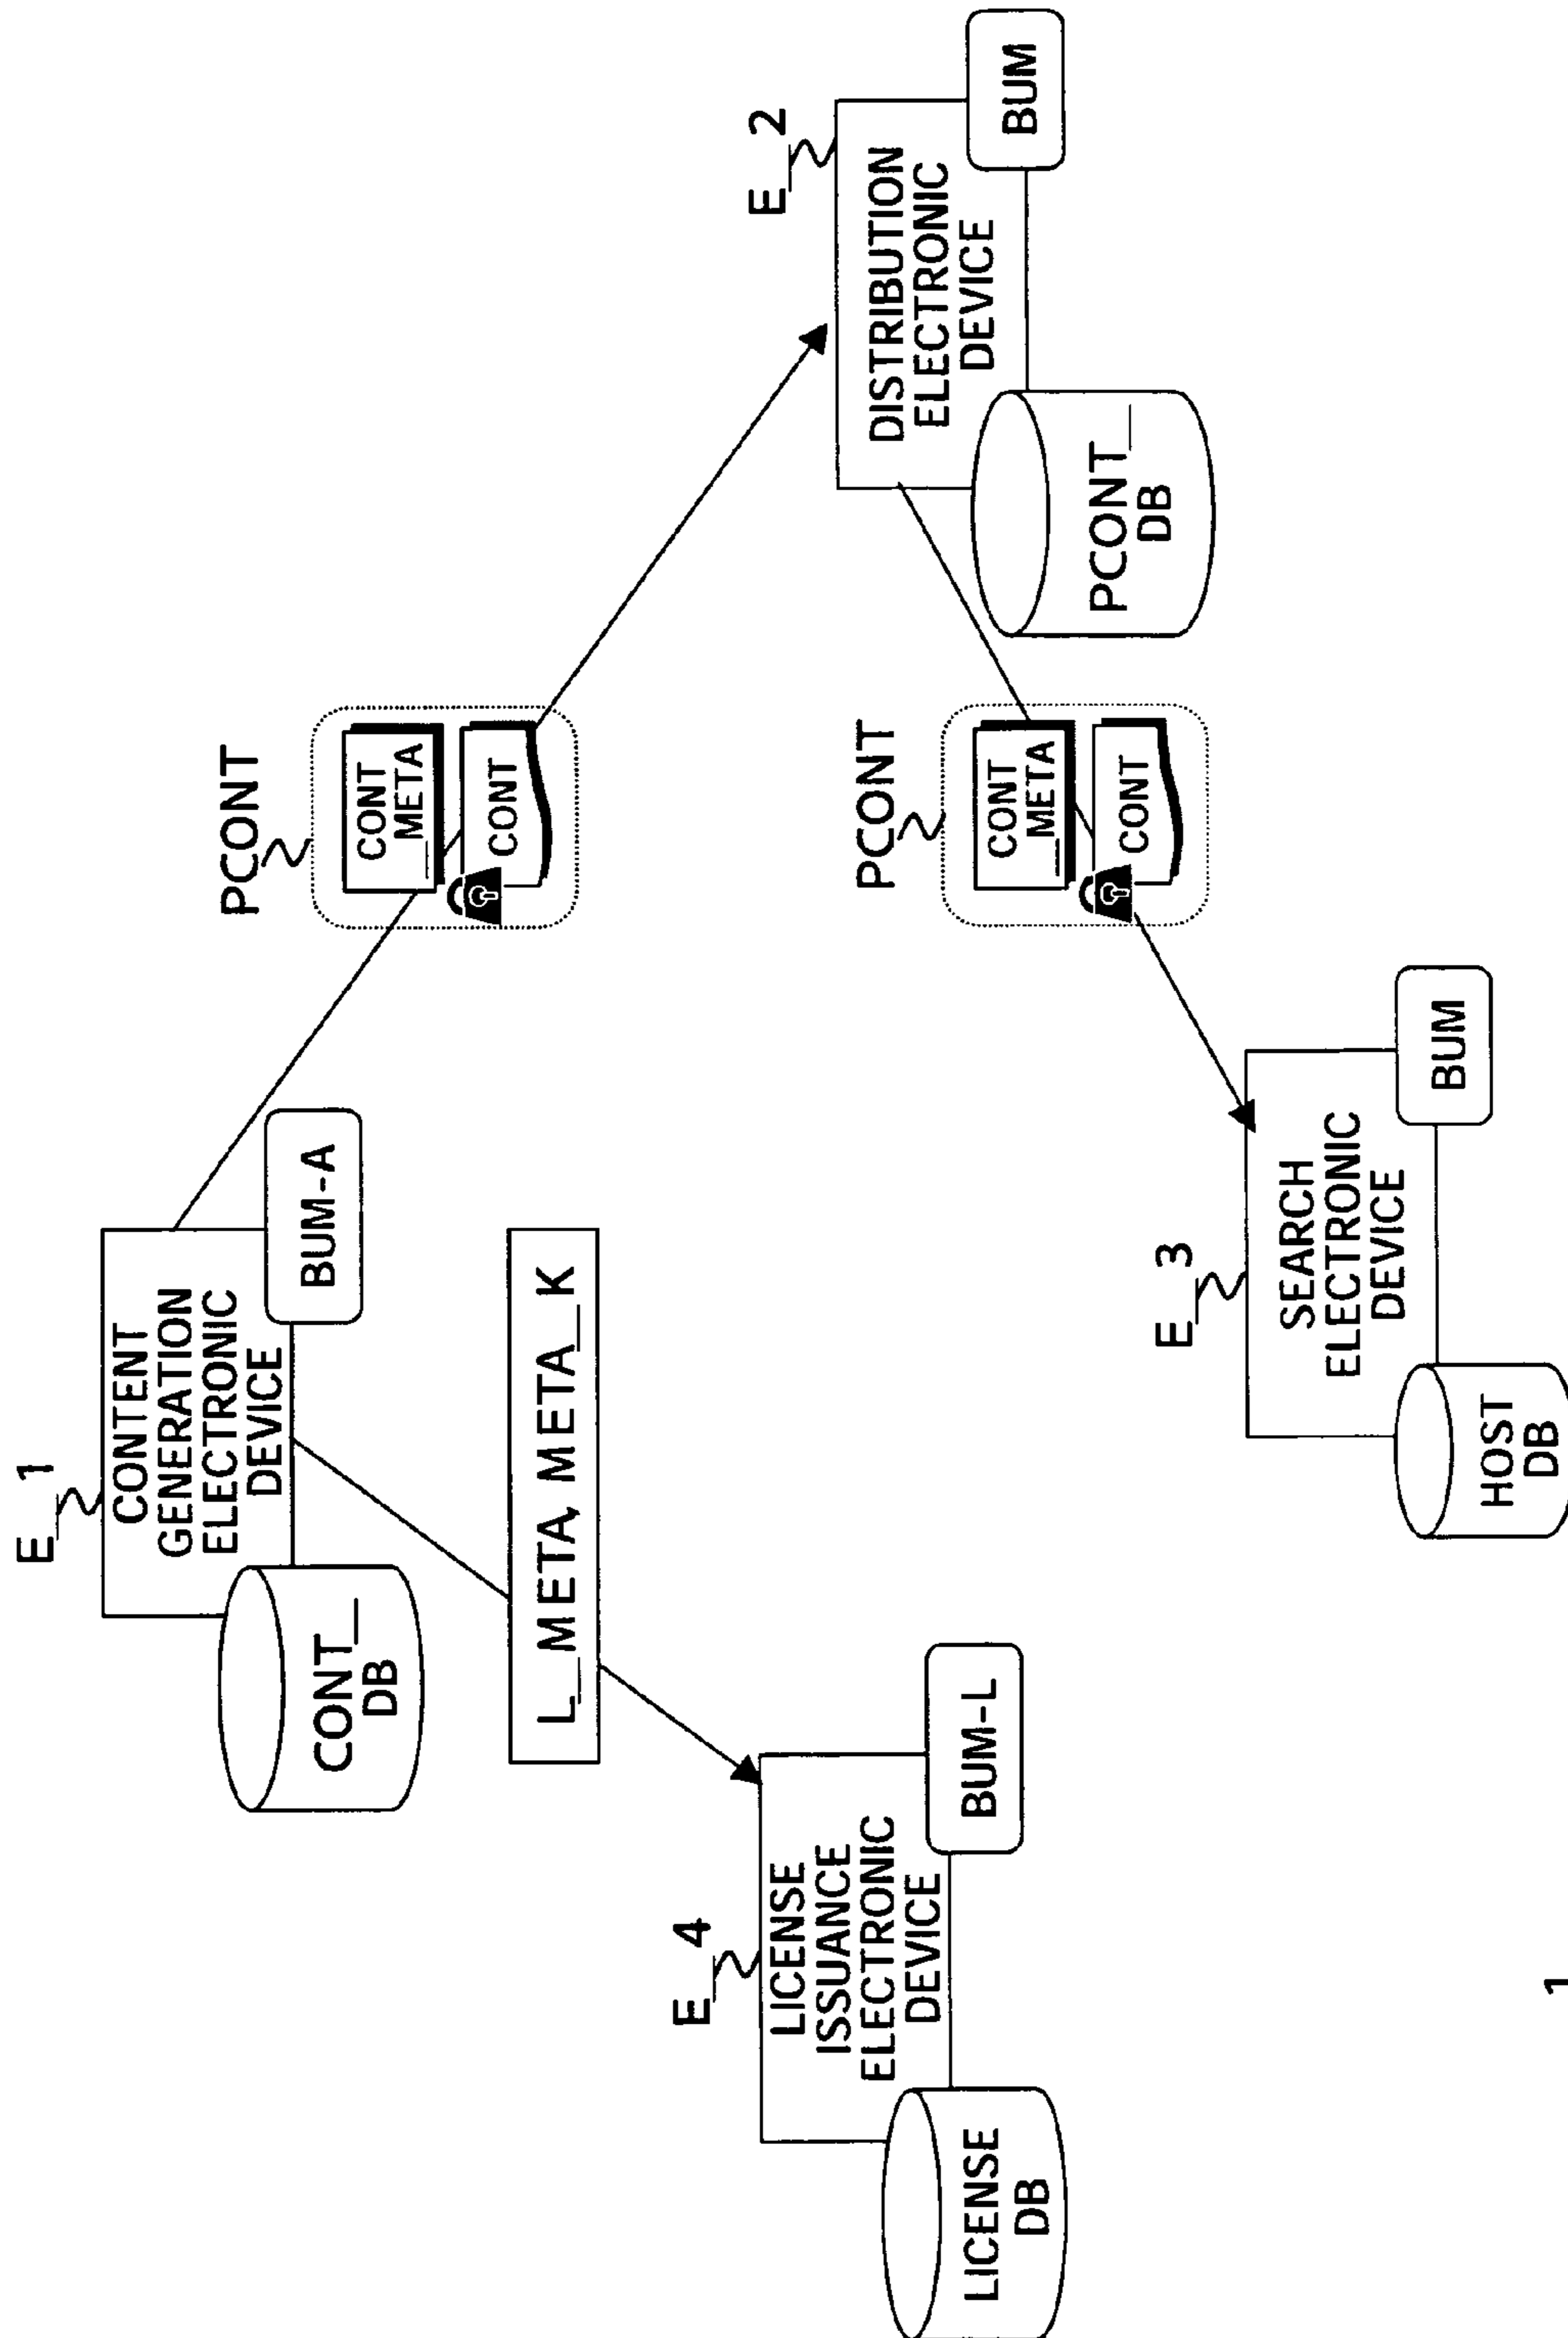 E_1
CONTENT
GENERATION
ELECTRONIC
DEVICE
CONT_
DB
BUM-A
PCONT
CONT
_META
CONT
L_META, META_K
E_4
LICENSE
ISSUANCE
ELECTRONIC
DEVICE
LICENSE
DB
BUM-L
E_2
DISTRIBUTION
ELECTRONIC
DEVICE
PCONT_
DB
BUM
PCONT
CONT
_META
CONT
E_3
SEARCH
ELECTRONIC
DEVICE
HOST
DB
BUM
1